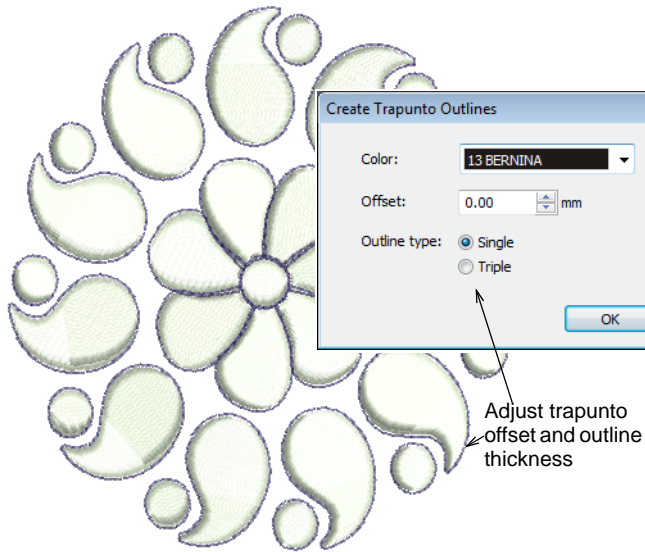 Create Trapunto Outlines
Color: 13 BERNINA
Offset: 0.00 mm
Outline type: Single
Triple
OK
Adjust trapunto
offset and outline
thickness